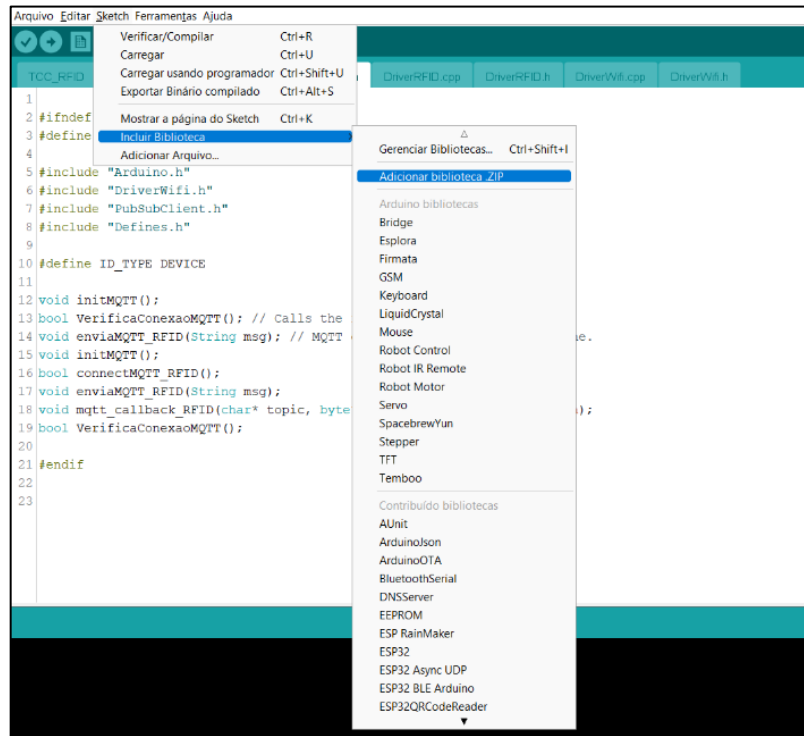 Arquivo Editar Sketch Ferramentas Ajuda
Verificar/Compilar Ctrl+R
Carregar Ctrl+U
Carregar usando programador Ctrl+Shift+U
Exportar Binário compilado Ctrl+Alt+S
Mostrar a página do Sketch Ctrl+K
Incluir Biblioteca
Adicionar Arquivo...
TCC_RFID DriverRFID.cpp DriverRFID.h DriverWifi.cpp DriverWifi.h
1
2 #ifndef
3 #define
4
5 #include "Arduino.h"
6 #include "DriverWifi.h"
7 #include "PubSubClient.h"
8 #include "Defines.h"
9
10 #define ID_TYPE DEVICE
11
12 void initMQTT();
13 bool VerificaConexaoMQTT(); // Calls the
14 void enviaMQTT_RFID(String msg); // MQTT
15 void initMQTT();
16 bool connectMQTT_RFID();
17 void enviaMQTT_RFID(String msg);
18 void mqtt_callback_RFID(char* topic, byte );
19 bool VerificaConexaoMQTT();
20
21 #endif
22
23
Gerenciar Bibliotecas... Ctrl+Shift+I
Adicionar biblioteca .ZIP
Arduino bibliotecas
Bridge
Esplora
Firmata
GSM
Keyboard
LiquidCrystal
Mouse
Robot Control
Robot IR Remote
Robot Motor
Servo
SpacebrewYun
Stepper
TFT
Temboo
Contribuído bibliotecas
AUnit
ArduinoJson
ArduinoOTA
BluetoothSerial
DNSServer
EEPROM
ESP RainMaker
ESP32
ESP32 Async UDP
ESP32 BLE Arduino
ESP32QRCodeReader